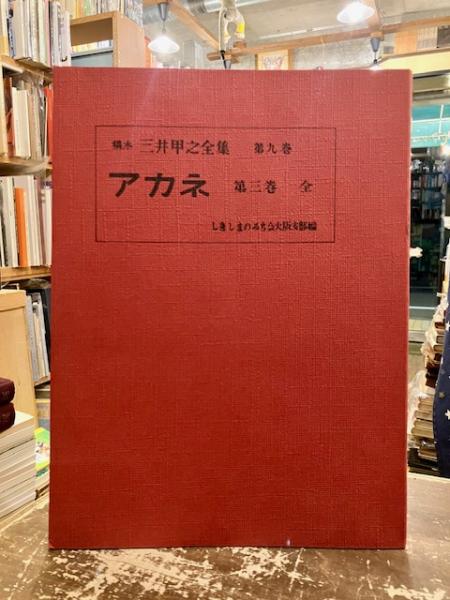 稿本 三井甲之全集 第九巻
アカネ 第三巻 全
しきしまのみち会大阪支部編